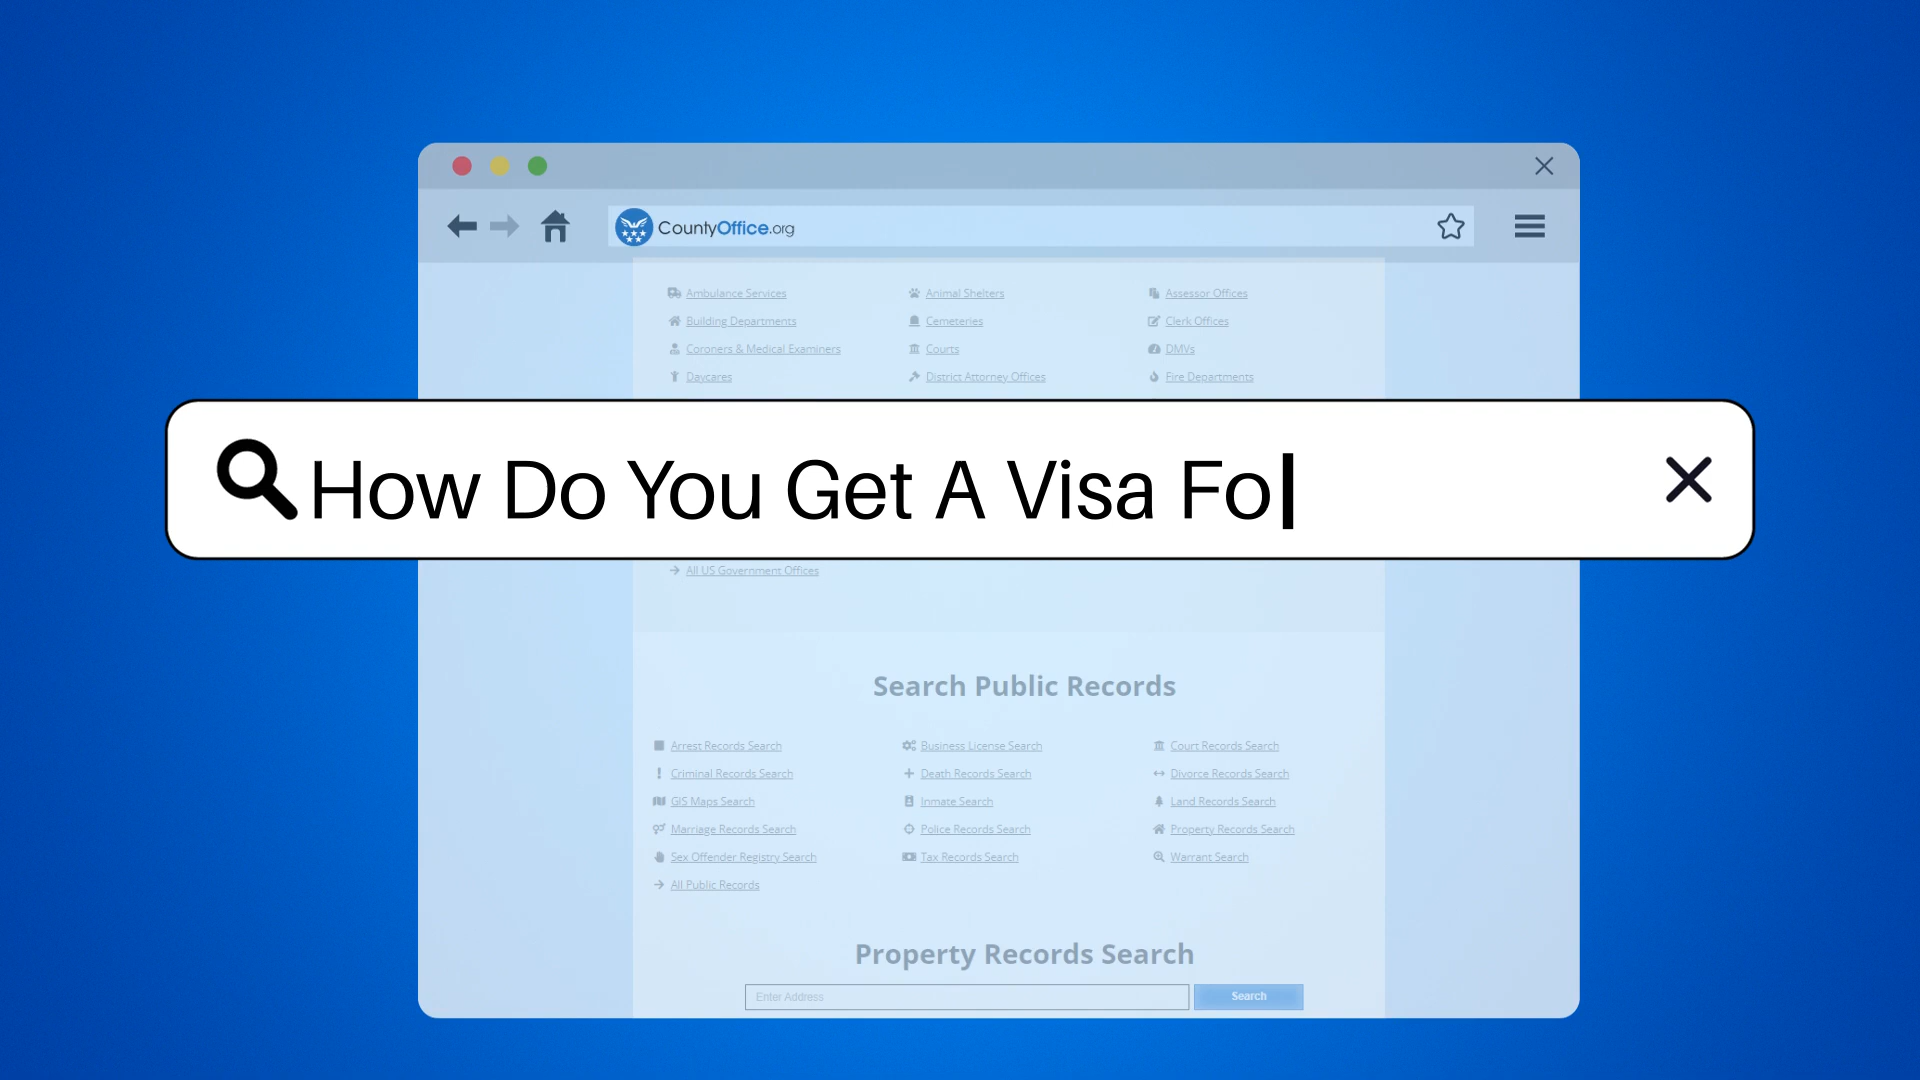 CountyOffice.org
Ambulance Services Animal Shelters Assessor Offices
Building Departments Cemeteries Clerk Offices
Coroners & Medical Examiners Courts DMVs
Daycares District Attorney Offices Fire Departments
How Do You Get A Visa Fo
All US Government Offices
Search Public Records
Arrest Records Search Business License Search Court Records Search
Criminal Records Search Death Records Search Divorce Records Search
GIS Maps Search Inmate Search Land Records Search
Marriage Records Search Police Records Search Property Records Search
Sex Offender Registry Search Tax Records Search Warrant Search
All Public Records
Property Records Search
Enter Address Search